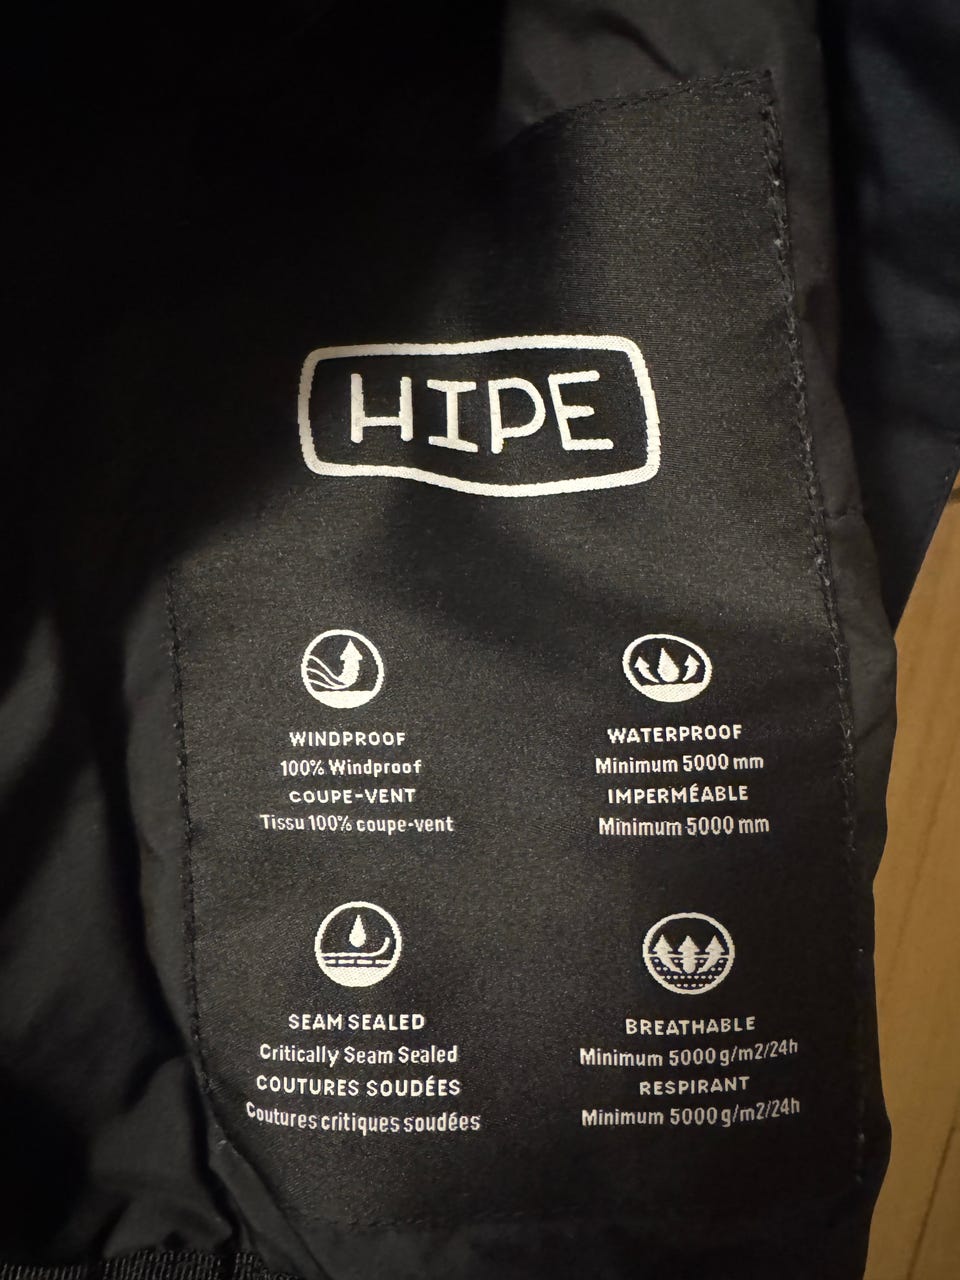 HIPE
WINDPROOF
100% Windproof
COUPE-VENT
Tissu 100% coupe-vent
WATERPROOF
Minimum 5000 mm
IMPERMÉABLE
Minimum 5000 mm
SEAM SEALED
Critically Seam Sealed
COUTURES SOUDÉES
Coutures critiques soudées
BREATHABLE
Minimum 5000 g/m2/24h
RESPIRANT
Minimum 5000 g/m2/24h